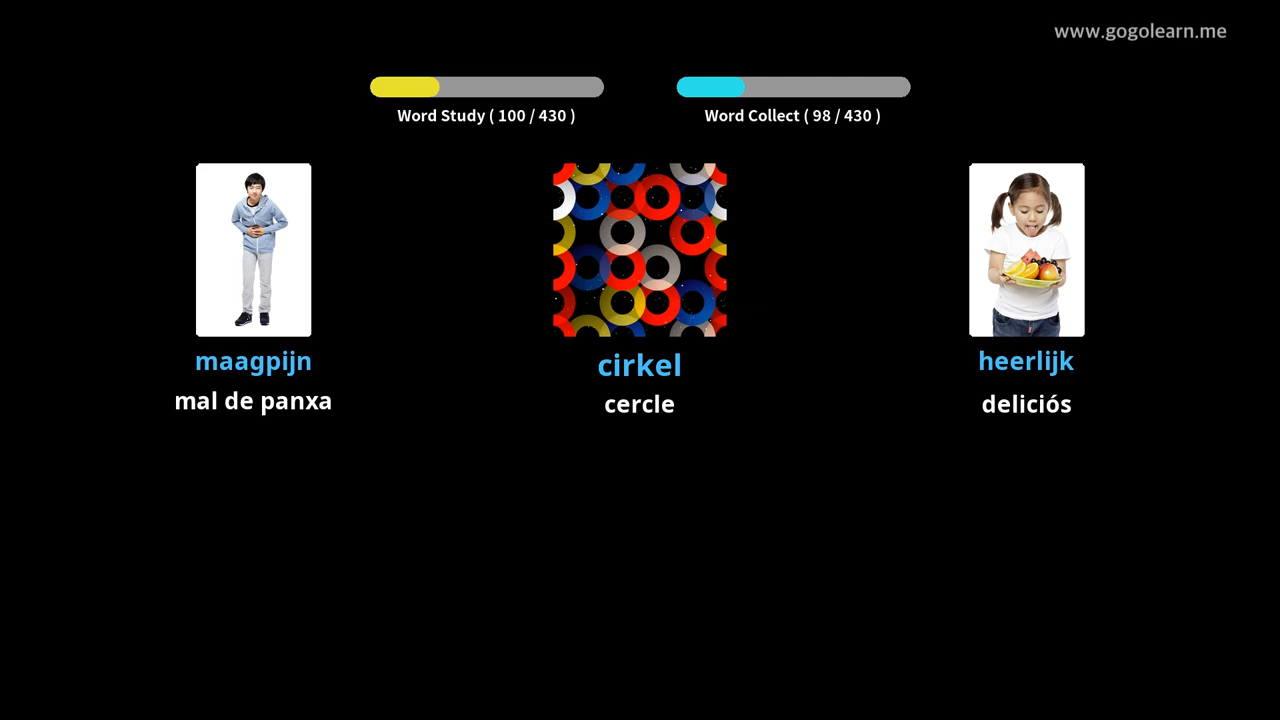 www.gogolearn.me
Word Study ( 100 / 430 )
Word Collect ( 98 / 430 )
maagpijn
mal de panxa
cirkel
cercle
heerlijk
deliciós